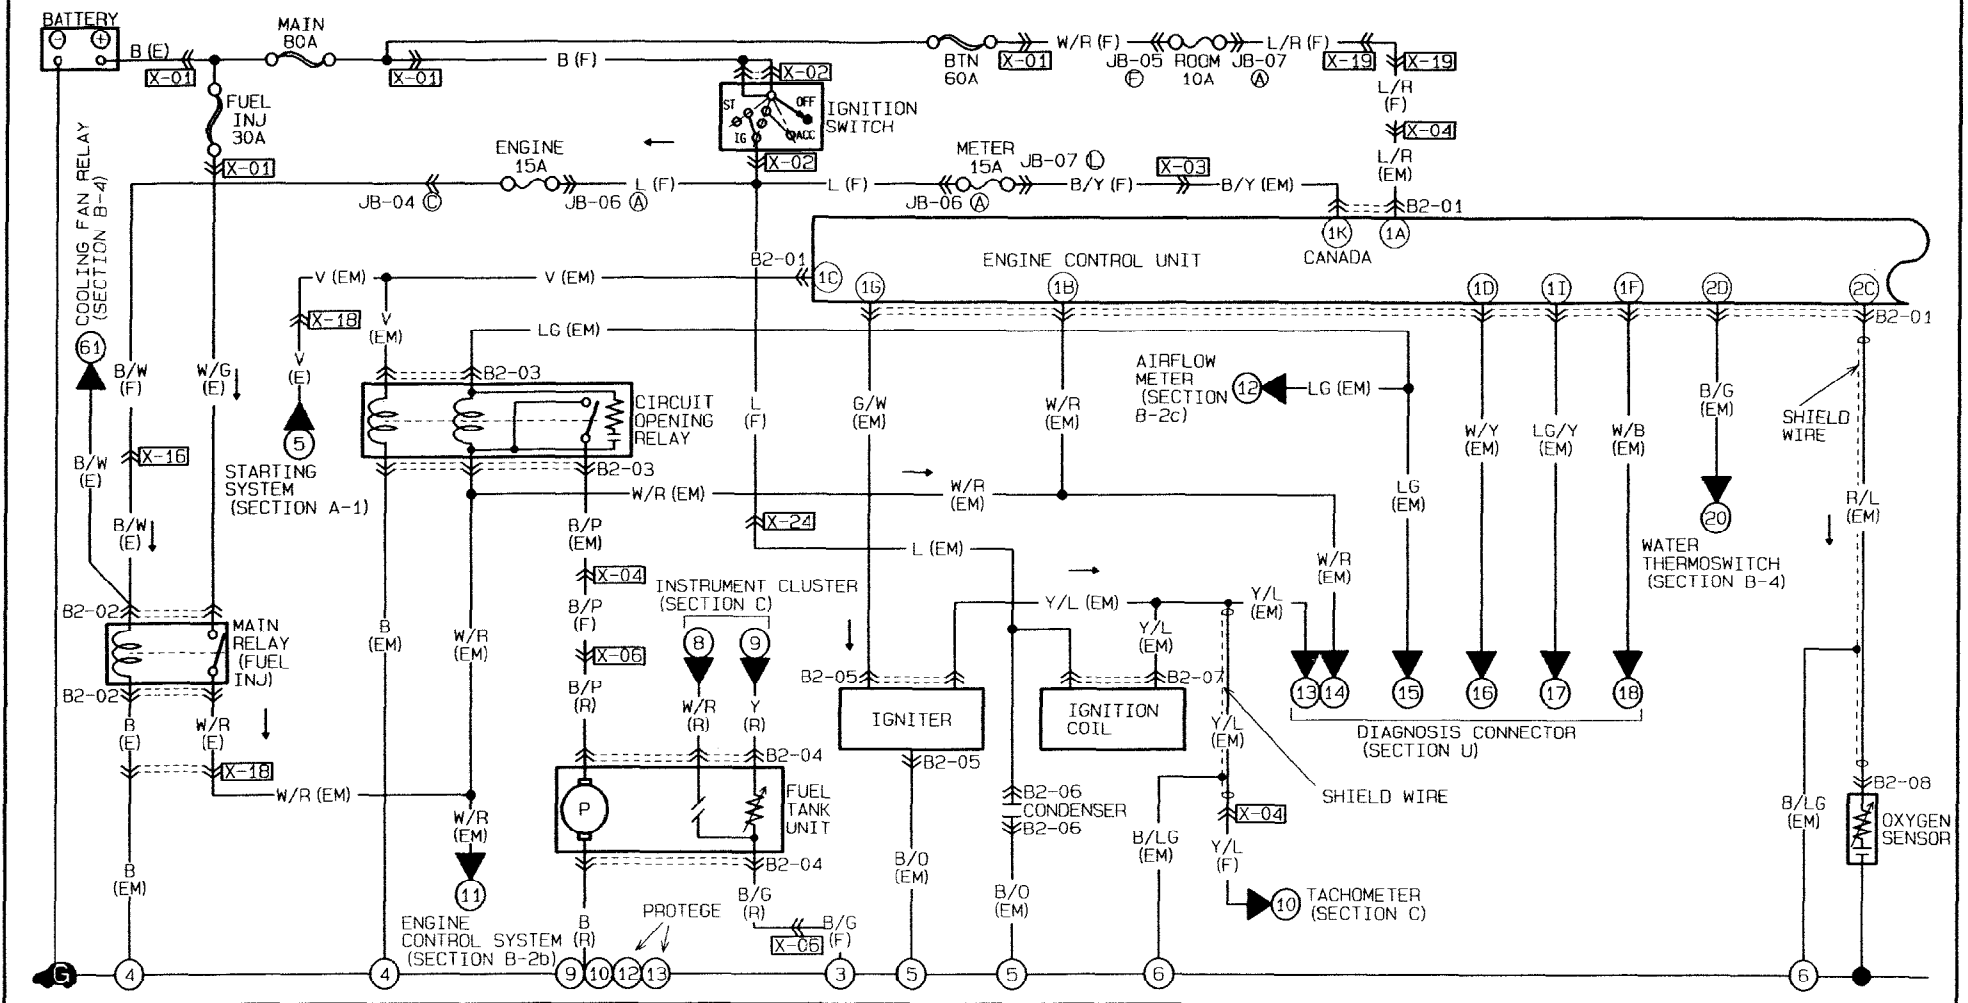 BATTERY
- +
B (E)
X-01
MAIN
80A
X-01
B (F)
BTN
60A
X-01
W/R (F)
JB-05
F
ROOM
10A
JB-07
A
L/R (F)
X-19
X-19
L/R
(F)
X-04
L/R
(EM)
FUEL
INJ
30A
X-01
X-02
ST
OFF
IG
ACC
IGNITION
SWITCH
X-02
COOLING FAN RELAY
(SECTION B-4)
61
ENGINE
15A
JB-04 C
JB-06 A
L (F)
L (F)
METER
15A
JB-07 L
JB-06 A
B/Y (F)
X-03
B/Y (EM)
B2-01
1K
1A
CANADA
ENGINE CONTROL UNIT
B2-01
1C
1G
1B
1D
1I
1F
2D
2C
B2-01
V (EM)
V (EM)
X-18
V
(EM)
V
(E)
5
STARTING
SYSTEM
(SECTION A-1)
LG (EM)
B2-03
CIRCUIT
OPENING
RELAY
B2-03
B/W
(F)
W/G
(E)
X-16
B/W
(E)
B/W
(E)
L
(F)
G/W
(EM)
W/R
(EM)
AIRFLOW
METER
(SECTION
B-2c)
12
LG (EM)
W/Y
(EM)
LG/Y
(EM)
W/B
(EM)
B/G
(EM)
SHIELD
WIRE
20
WATER
THERMOSWITCH
(SECTION B-4)
R/L
(EM)
W/R (EM)
W/R
(EM)
LG
(EM)
X-24
L (EM)
W/R
(EM)
B/P
(EM)
X-04
B/P
(F)
X-06
B/P
(R)
INSTRUMENT CLUSTER
(SECTION C)
8
9
W/R
(R)
Y
(R)
B2-02
MAIN
RELAY
(FUEL
INJ)
B2-02
B
(E)
W/R
(E)
X-18
W/R (EM)
B
(EM)
W/R
(EM)
W/R
(EM)
11
ENGINE
CONTROL SYSTEM
(SECTION B-2b)
B
(EM)
Y/L (EM)
Y/L
(EM)
Y/L
(EM)
B2-05
IGNITER
B2-05
B2-07
IGNITION
COIL
Y/L
(EM)
13
14
15
16
17
18
DIAGNOSIS CONNECTOR
(SECTION U)
SHIELD WIRE
B2-04
P
FUEL
TANK
UNIT
B2-04
B2-06
CONDENSER
B2-06
X-04
B/LG
(EM)
Y/L
(F)
10
TACHOMETER
(SECTION C)
B/LG
(EM)
B2-08
OXYGEN
SENSOR
B/O
(EM)
B/O
(EM)
B/G
(R)
X-06
B/G
(F)
B
(R)
PROTEGE
G
4
4
9
10
12
13
3
5
5
6
6